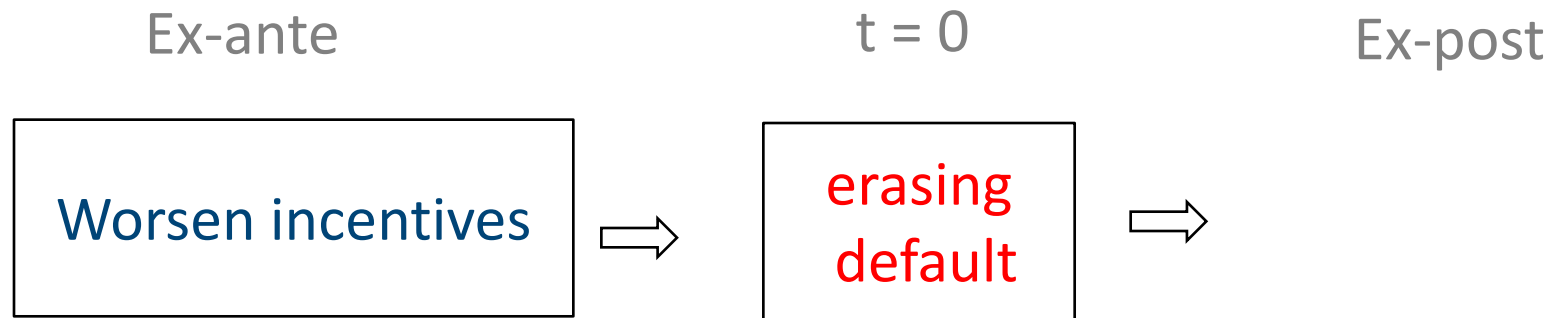 Ex-ante
t = 0
Ex-post
Worsen incentives
erasing
default